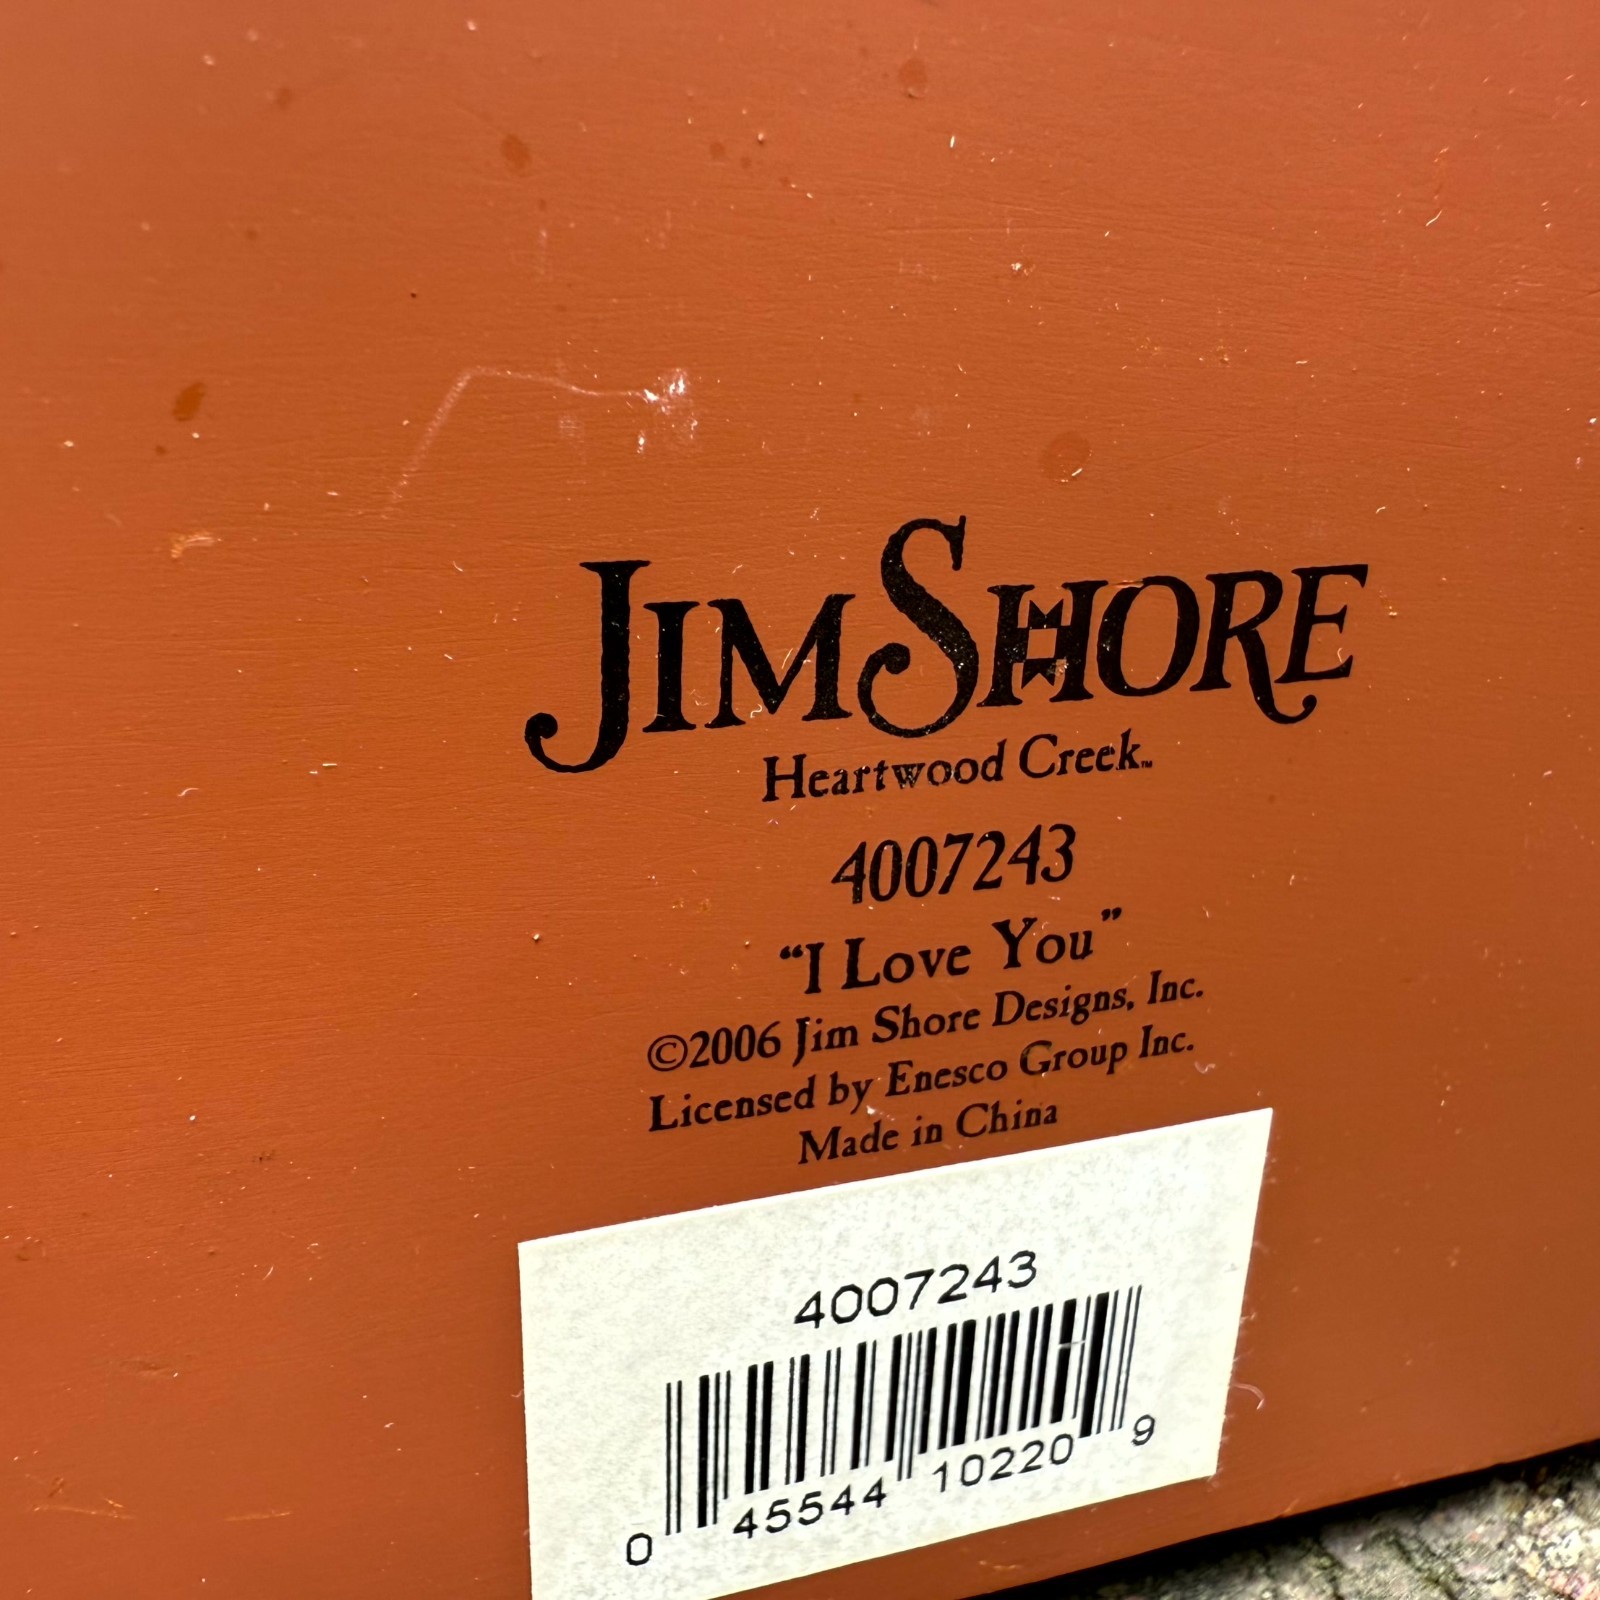 JIM SHORE
Heartwood Creek™
4007243
“I Love You”
©2006 Jim Shore Designs, Inc.
Licensed by Enesco Group Inc.
Made in China
4007243
0 45544 10220 9